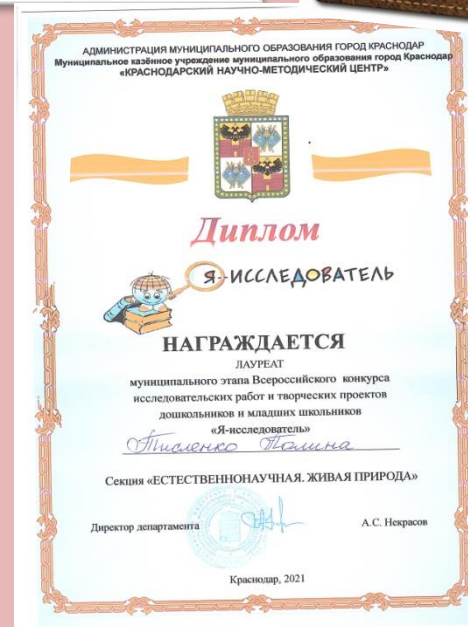 АДМИНИСТРАЦИЯ МУНИЦИПАЛЬНОГО ОБРАЗОВАНИЯ ГОРОД КРАСНОДАР
Муниципальное казённое учреждение муниципального образования город Краснодар
«КРАСНОДАРСКИЙ НАУЧНО-МЕТОДИЧЕСКИЙ ЦЕНТР»
Диплом
Я-ИССЛЕДОВАТЕЛЬ
НАГРАЖДАЕТСЯ
ЛАУРЕАТ
муниципального этапа Всероссийского конкурса
исследовательских работ и творческих проектов
дошкольников и младших школьников
«Я-исследователь»
Тисленко Полина
Секция «ЕСТЕСТВЕННОНАУЧНАЯ. ЖИВАЯ ПРИРОДА»
Директор департамента А.С. Некрасов
Краснодар, 2021